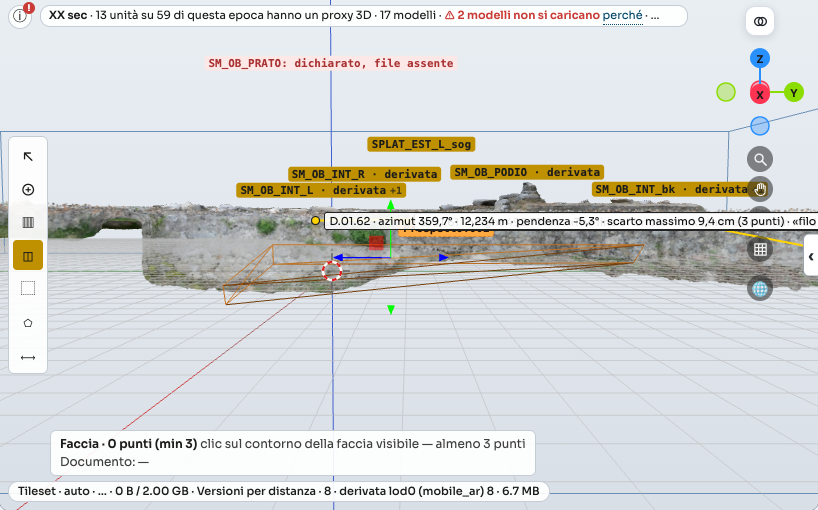 !
XX sec · 13 unità su 59 di questa epoca hanno un proxy 3D · 17 modelli · ⚠ 2 modelli non si caricano perché · ...
SM_OB_PRATO: dichiarato, file assente
Z
X
Y
SPLAT_EST_L_sog
SM_OB_INT_R · derivata
SM_OB_PODIO · derivata
SM_OB_INT_L · derivata +1
SM_OB_INT_bk · derivata
D.01.62 · azimut 359,7° · 12,234 m · pendenza −5,3° · scarto massimo 9,4 cm (3 punti) · «filo
Faccia · 0 punti (min 3) clic sul contorno della faccia visibile — almeno 3 punti
Documento: —
Tileset · auto · ... · 0 B / 2.00 GB · Versioni per distanza · 8 · derivata lod0 (mobile_ar) 8 · 6.7 MB